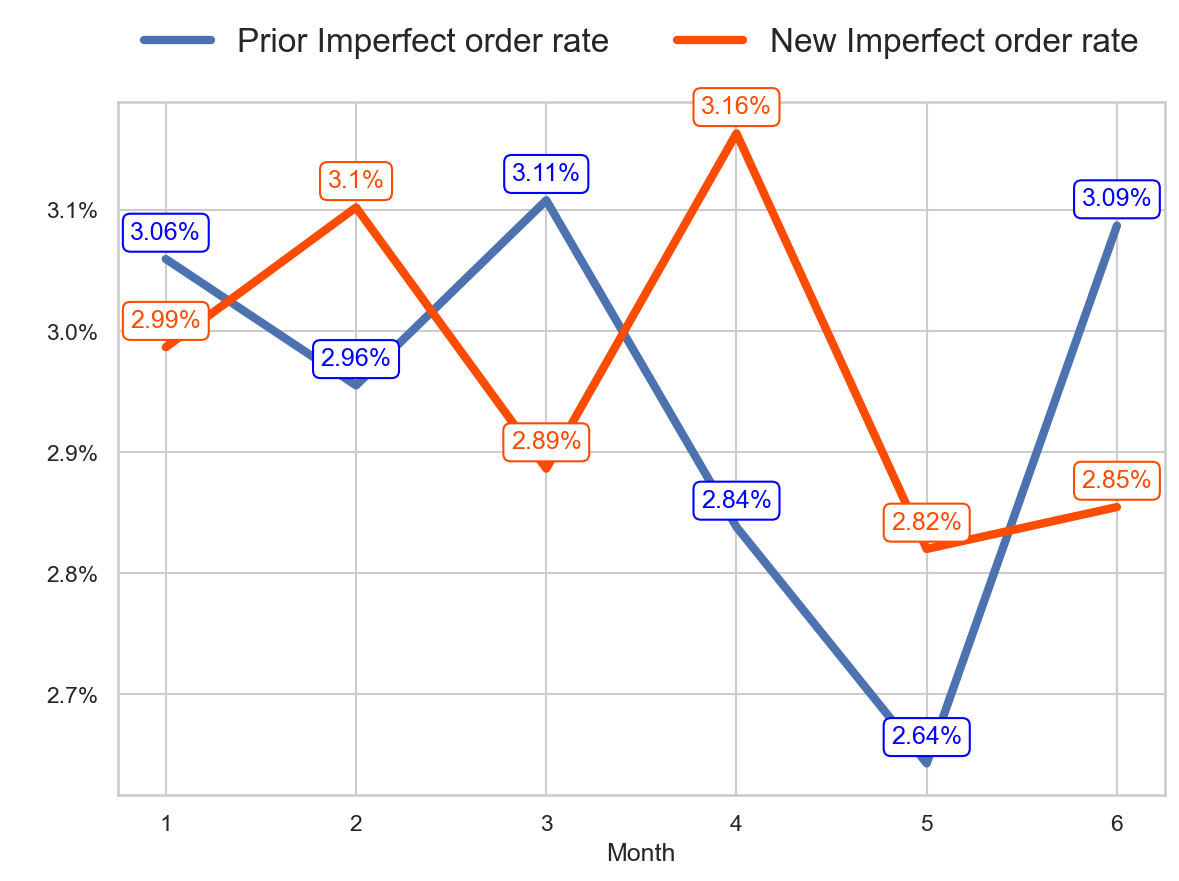 Prior Imperfect order rate New Imperfect order rate
3.16%
3.1% 3.11% 3.09%
3.1%
3.06%
3.0% 2.99%
2.96%
2.89% 2.85%
2.9%
2.84% 2.82%
2.8%
2.7%
2.64%
1 2 3 4 5 6
Month